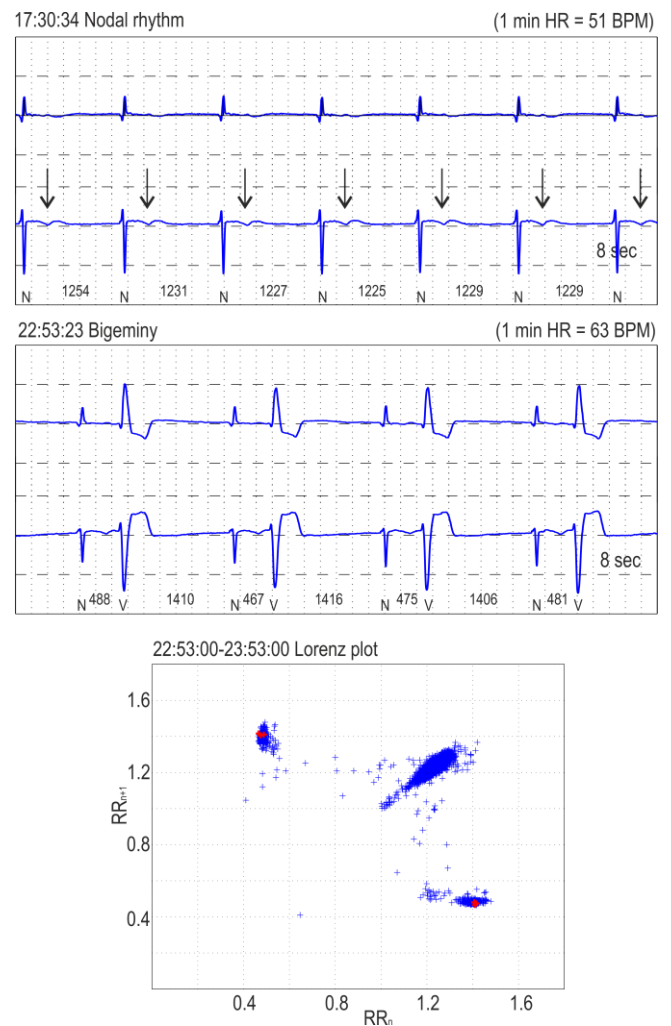 17:30:34 Nodal rhythm (1 min HR = 51 BPM)
8 sec
N 1254 N 1231 N 1227 N 1225 N 1229 N 1229 N
22:53:23 Bigeminy (1 min HR = 63 BPM)
8 sec
N 488 V 1410 N 467 V 1416 N 475 V 1406 N 481 V
22:53:00-23:53:00 Lorenz plot
1.6
1.2
RRn+1
0.8
0.4
0.4 0.8 1.2 1.6
RRn